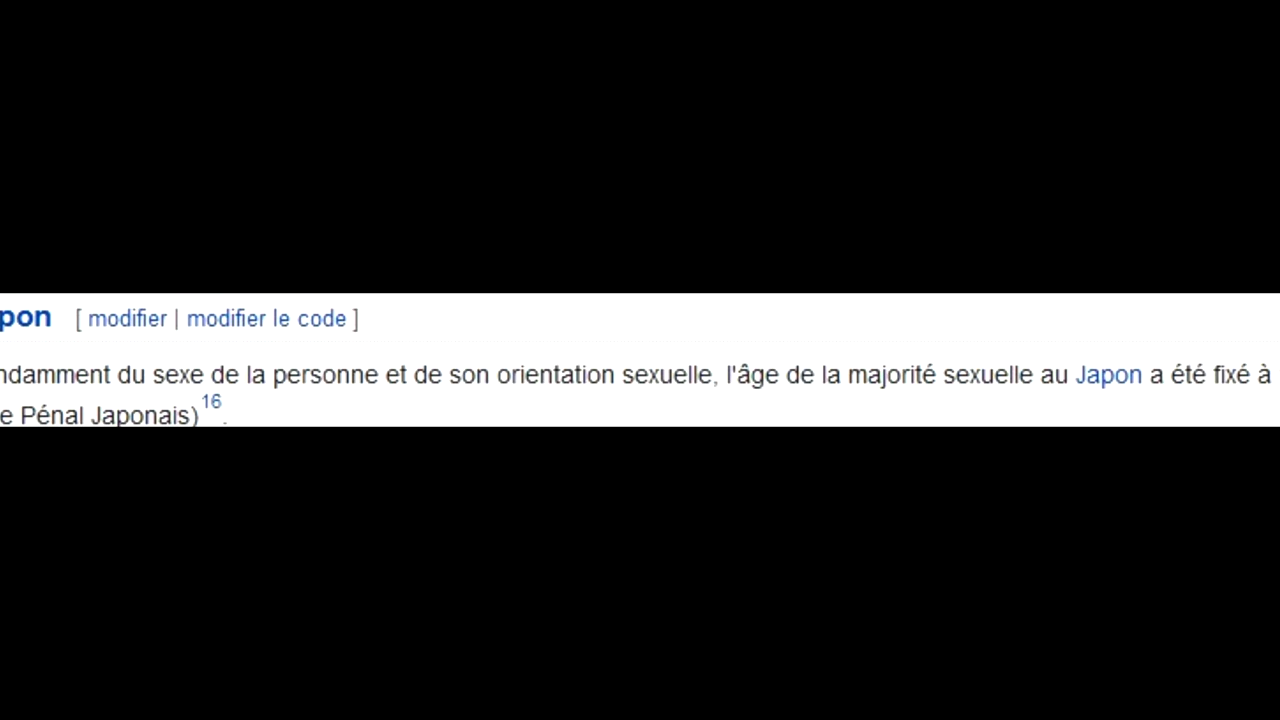 pon [ modifier | modifier le code ]
ndamment du sexe de la personne et de son orientation sexuelle, l'âge de la majorité sexuelle au Japon a été fixé à
e Pénal Japonais)16.